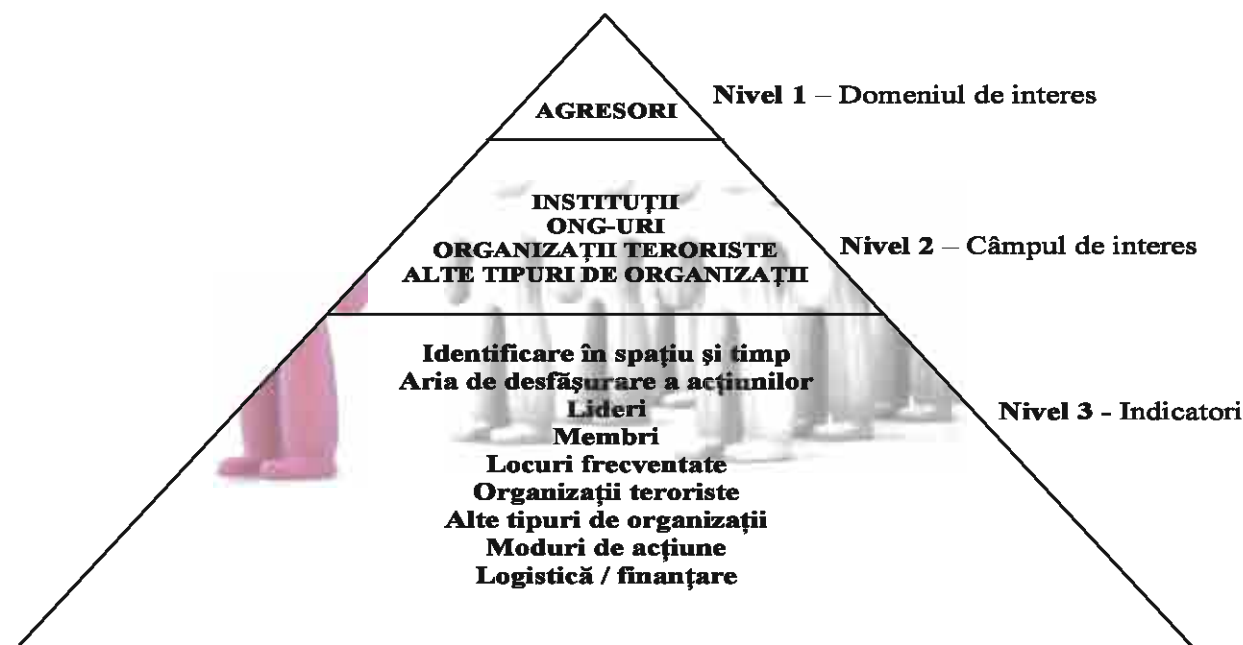 AGRESORI
Nivel 1 – Domeniul de interes
INSTITUȚII
ONG-URI
ORGANIZAȚII TERORISTE
ALTE TIPURI DE ORGANIZAȚII
Nivel 2 – Câmpul de interes
Identificare în spațiu și timp
Aria de desfășurare a acțiunilor
Lideri
Membri
Locuri frecventate
Organizații teroriste
Alte tipuri de organizații
Moduri de acțiune
Logistică / finanțare
Nivel 3 - Indicatori